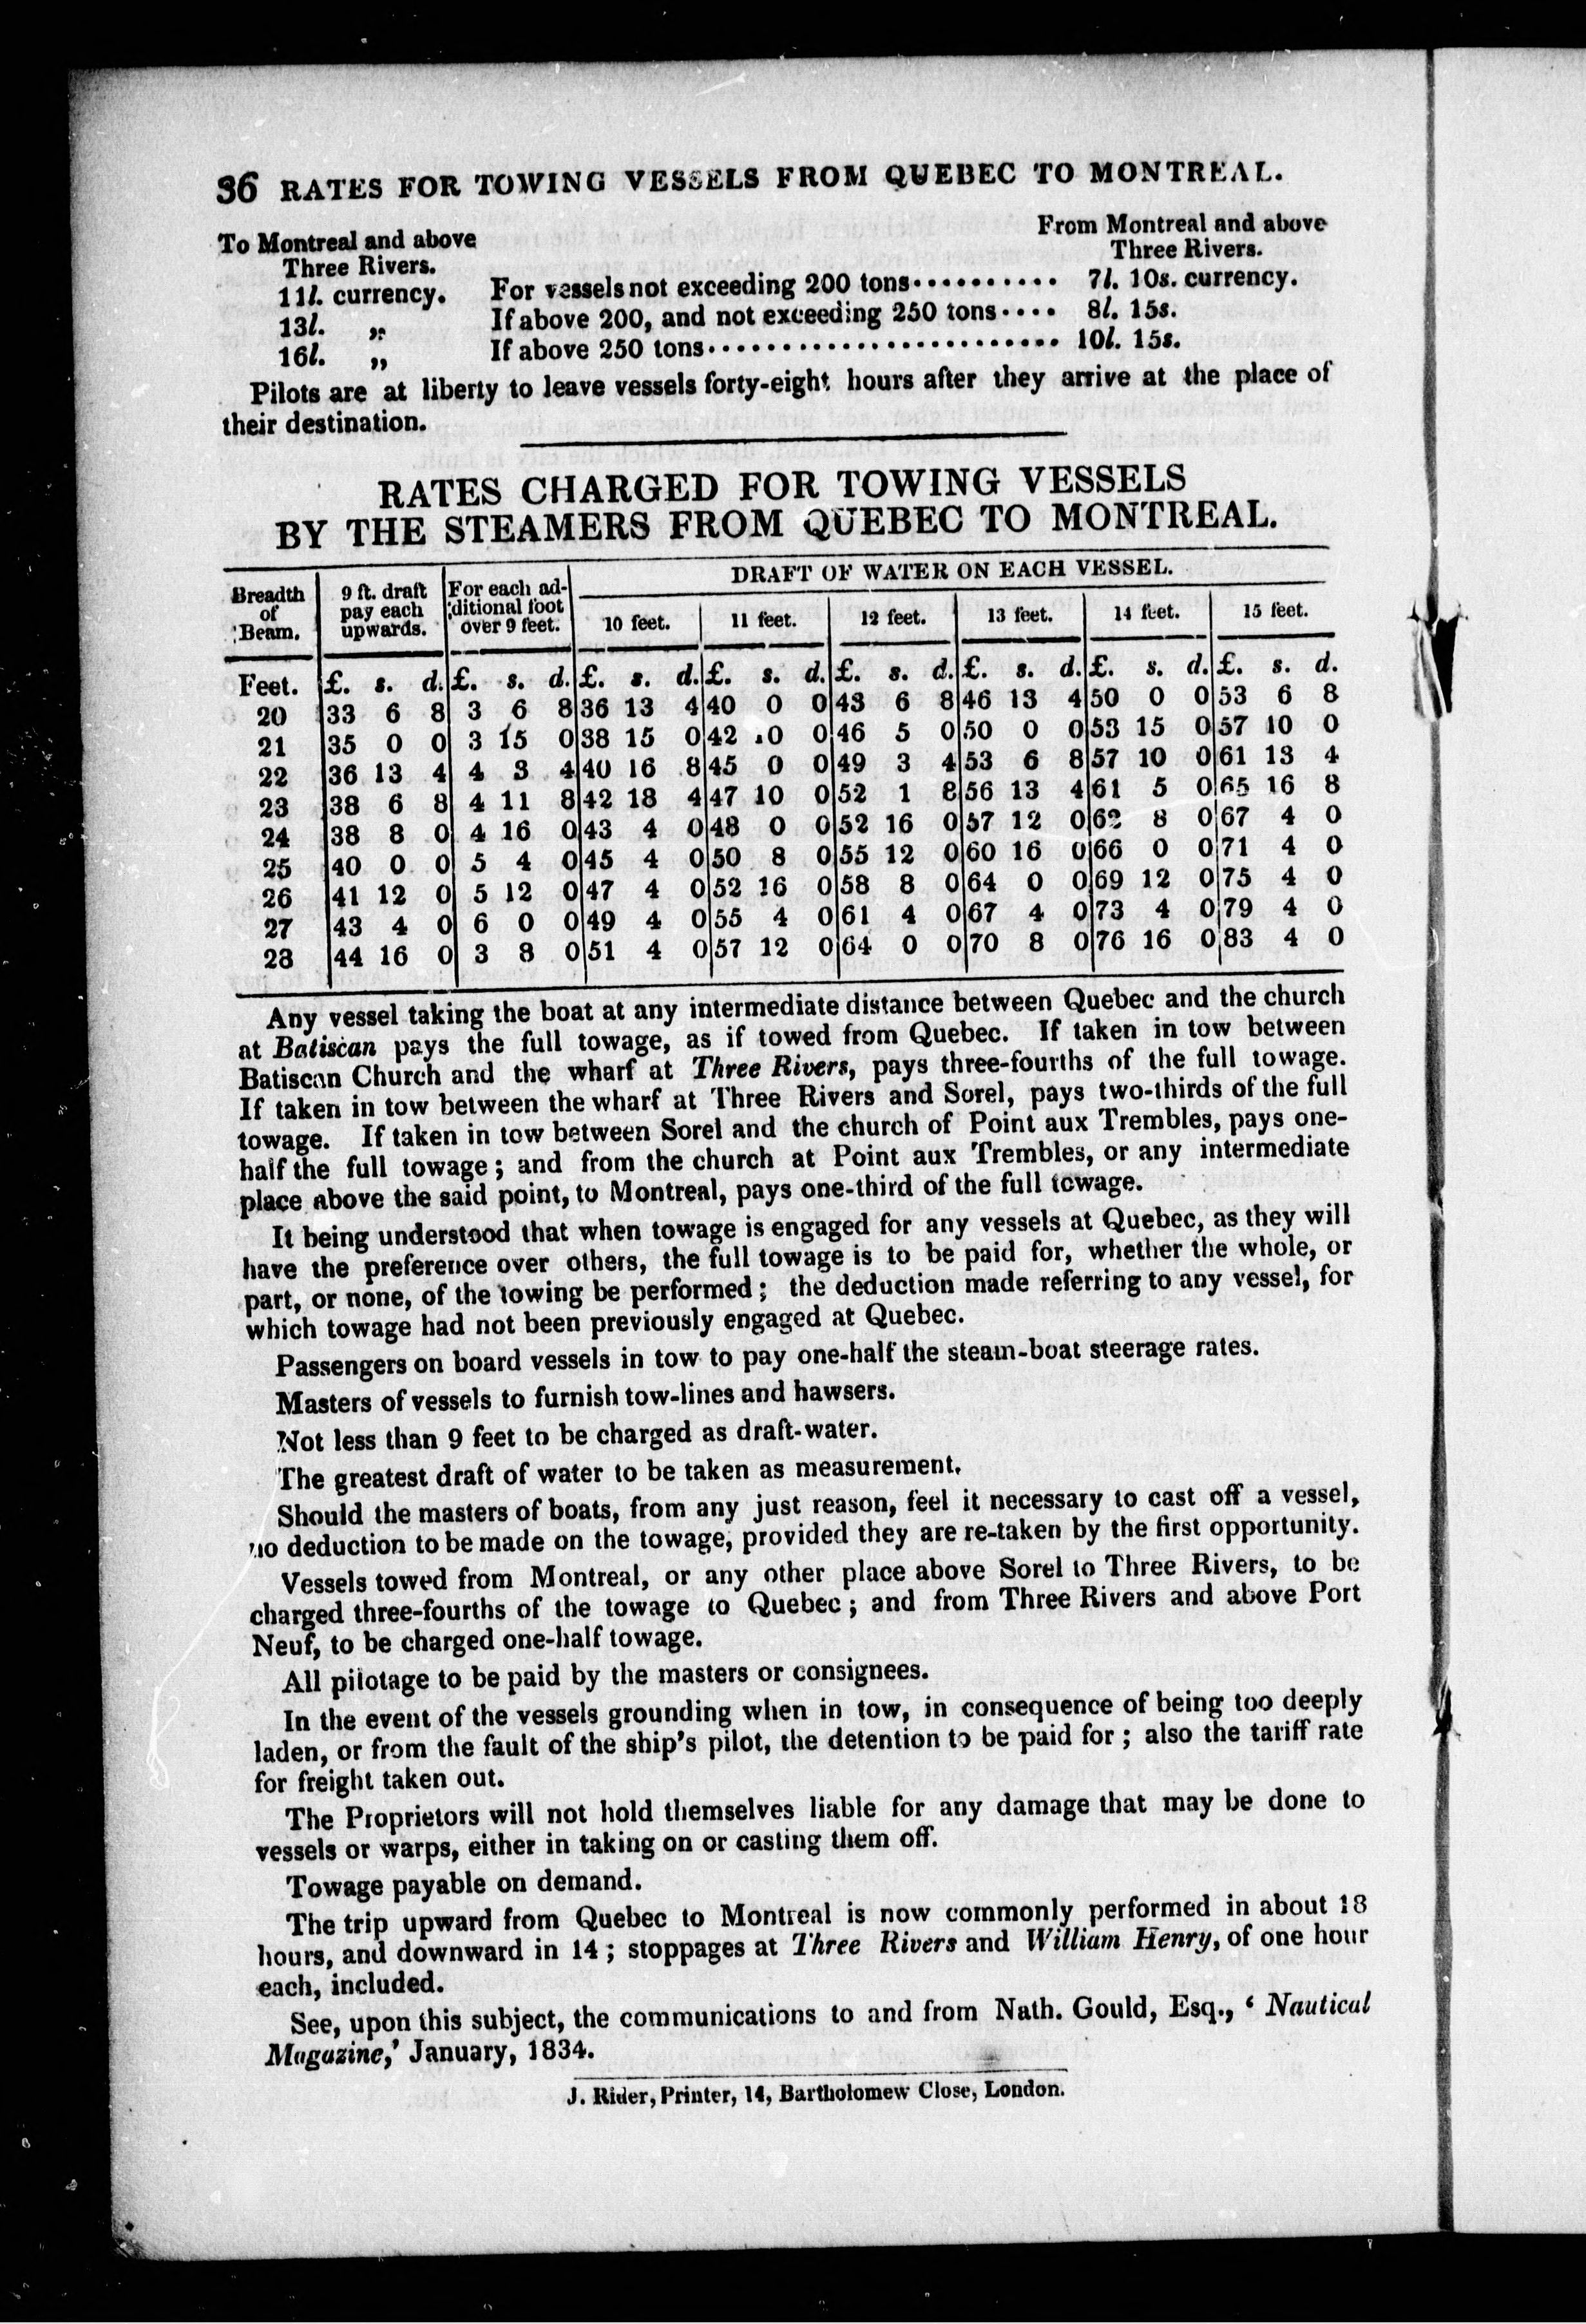 36 RATES FOR TOWING VESSELS FROM QUEBEC TO MONTREAL.
To Montreal and above From Montreal and above
Three Rivers. Three Rivers.
11l. currency. For vessels not exceeding 200 tons·········· 7l. 10s. currency.
13l. „ If above 200, and not exceeding 250 tons···· 8l. 15s.
16l. „ If above 250 tons························ 10l. 15s.
Pilots are at liberty to leave vessels forty-eight hours after they arrive at the place of
their destination.
RATES CHARGED FOR TOWING VESSELS
BY THE STEAMERS FROM QUEBEC TO MONTREAL.
Breadth of Beam. 9 ft. draft pay each upwards. For each additional foot over 9 feet. DRAFT OF WATER ON EACH VESSEL.
10 feet. 11 feet. 12 feet. 13 feet. 14 feet. 15 feet.
Feet. £. s. d. £. s. d. £. s. d. £. s. d. £. s. d. £. s. d. £. s. d. £. s. d.
20 33 6 8 3 6 8 36 13 4 40 0 0 43 6 8 46 13 4 50 0 0 53 6 8
21 35 0 0 3 15 0 38 15 0 42 10 0 46 5 0 50 0 0 53 15 0 57 10 0
22 36 13 4 4 3 4 40 16 8 45 0 0 49 3 4 53 6 8 57 10 0 61 13 4
23 38 6 8 4 11 8 42 18 4 47 10 0 52 1 8 56 13 4 61 5 0 65 16 8
24 38 8 0 4 16 0 43 4 0 48 0 0 52 16 0 57 12 0 62 8 0 67 4 0
25 40 0 0 5 4 0 45 4 0 50 8 0 55 12 0 60 16 0 66 0 0 71 4 0
26 41 12 0 5 12 0 47 4 0 52 16 0 58 8 0 64 0 0 69 12 0 75 4 0
27 43 4 0 6 0 0 49 4 0 55 4 0 61 4 0 67 4 0 73 4 0 79 4 0
28 44 16 0 3 8 0 51 4 0 57 12 0 64 0 0 70 8 0 76 16 0 83 4 0
Any vessel taking the boat at any intermediate distance between Quebec and the church
at Batiscan pays the full towage, as if towed from Quebec. If taken in tow between
Batiscan Church and the wharf at Three Rivers, pays three-fourths of the full towage.
If taken in tow between the wharf at Three Rivers and Sorel, pays two-thirds of the full
towage. If taken in tow between Sorel and the church of Point aux Trembles, pays one-
half the full towage; and from the church at Point aux Trembles, or any intermediate
place above the said point, to Montreal, pays one-third of the full towage.
It being understood that when towage is engaged for any vessels at Quebec, as they will
have the preference over others, the full towage is to be paid for, whether the whole, or
part, or none, of the towing be performed; the deduction made referring to any vessel, for
which towage had not been previously engaged at Quebec.
Passengers on board vessels in tow to pay one-half the steam-boat steerage rates.
Masters of vessels to furnish tow-lines and hawsers.
Not less than 9 feet to be charged as draft-water.
The greatest draft of water to be taken as measurement.
Should the masters of boats, from any just reason, feel it necessary to cast off a vessel,
no deduction to be made on the towage, provided they are re-taken by the first opportunity.
Vessels towed from Montreal, or any other place above Sorel to Three Rivers, to be
charged three-fourths of the towage to Quebec; and from Three Rivers and above Port
Neuf, to be charged one-half towage.
All pilotage to be paid by the masters or consignees.
In the event of the vessels grounding when in tow, in consequence of being too deeply
laden, or from the fault of the ship's pilot, the detention to be paid for; also the tariff rate
for freight taken out.
The Proprietors will not hold themselves liable for any damage that may be done to
vessels or warps, either in taking on or casting them off.
Towage payable on demand.
The trip upward from Quebec to Montreal is now commonly performed in about 18
hours, and downward in 14; stoppages at Three Rivers and William Henry, of one hour
each, included.
See, upon this subject, the communications to and from Nath. Gould, Esq., ‘ Nautical
Magazine,’ January, 1834.
J. Rider, Printer, 14, Bartholomew Close, London.